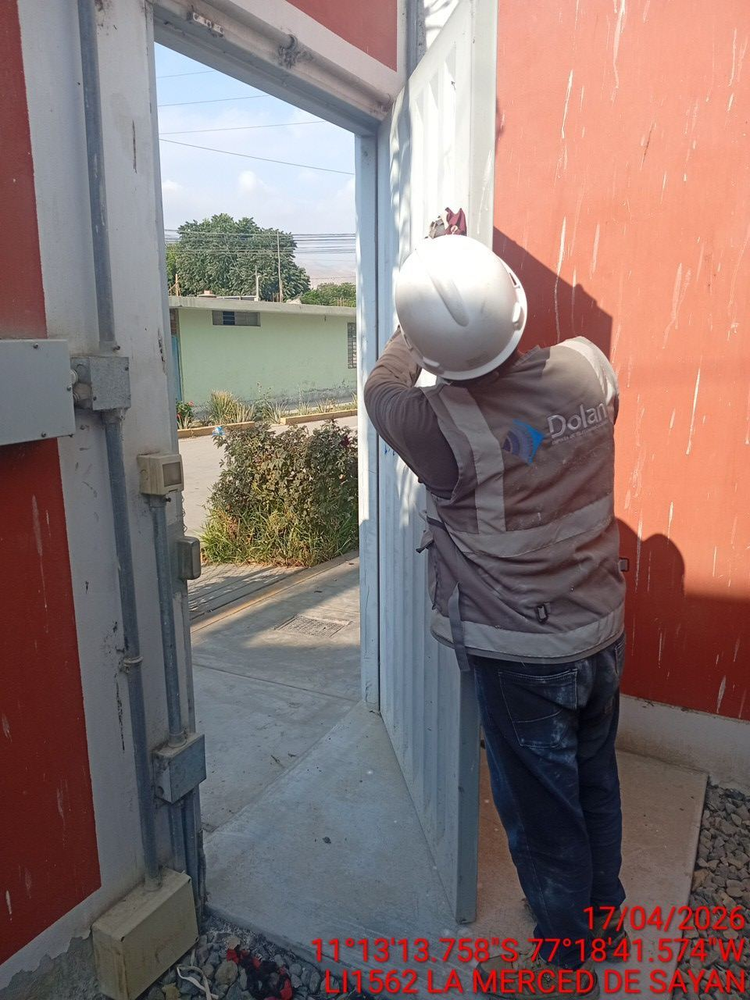 Dolan
17/04/2026
11°13'13.758"S 77°18'41.574"W
LI1562 LA MERCED DE SAYAN